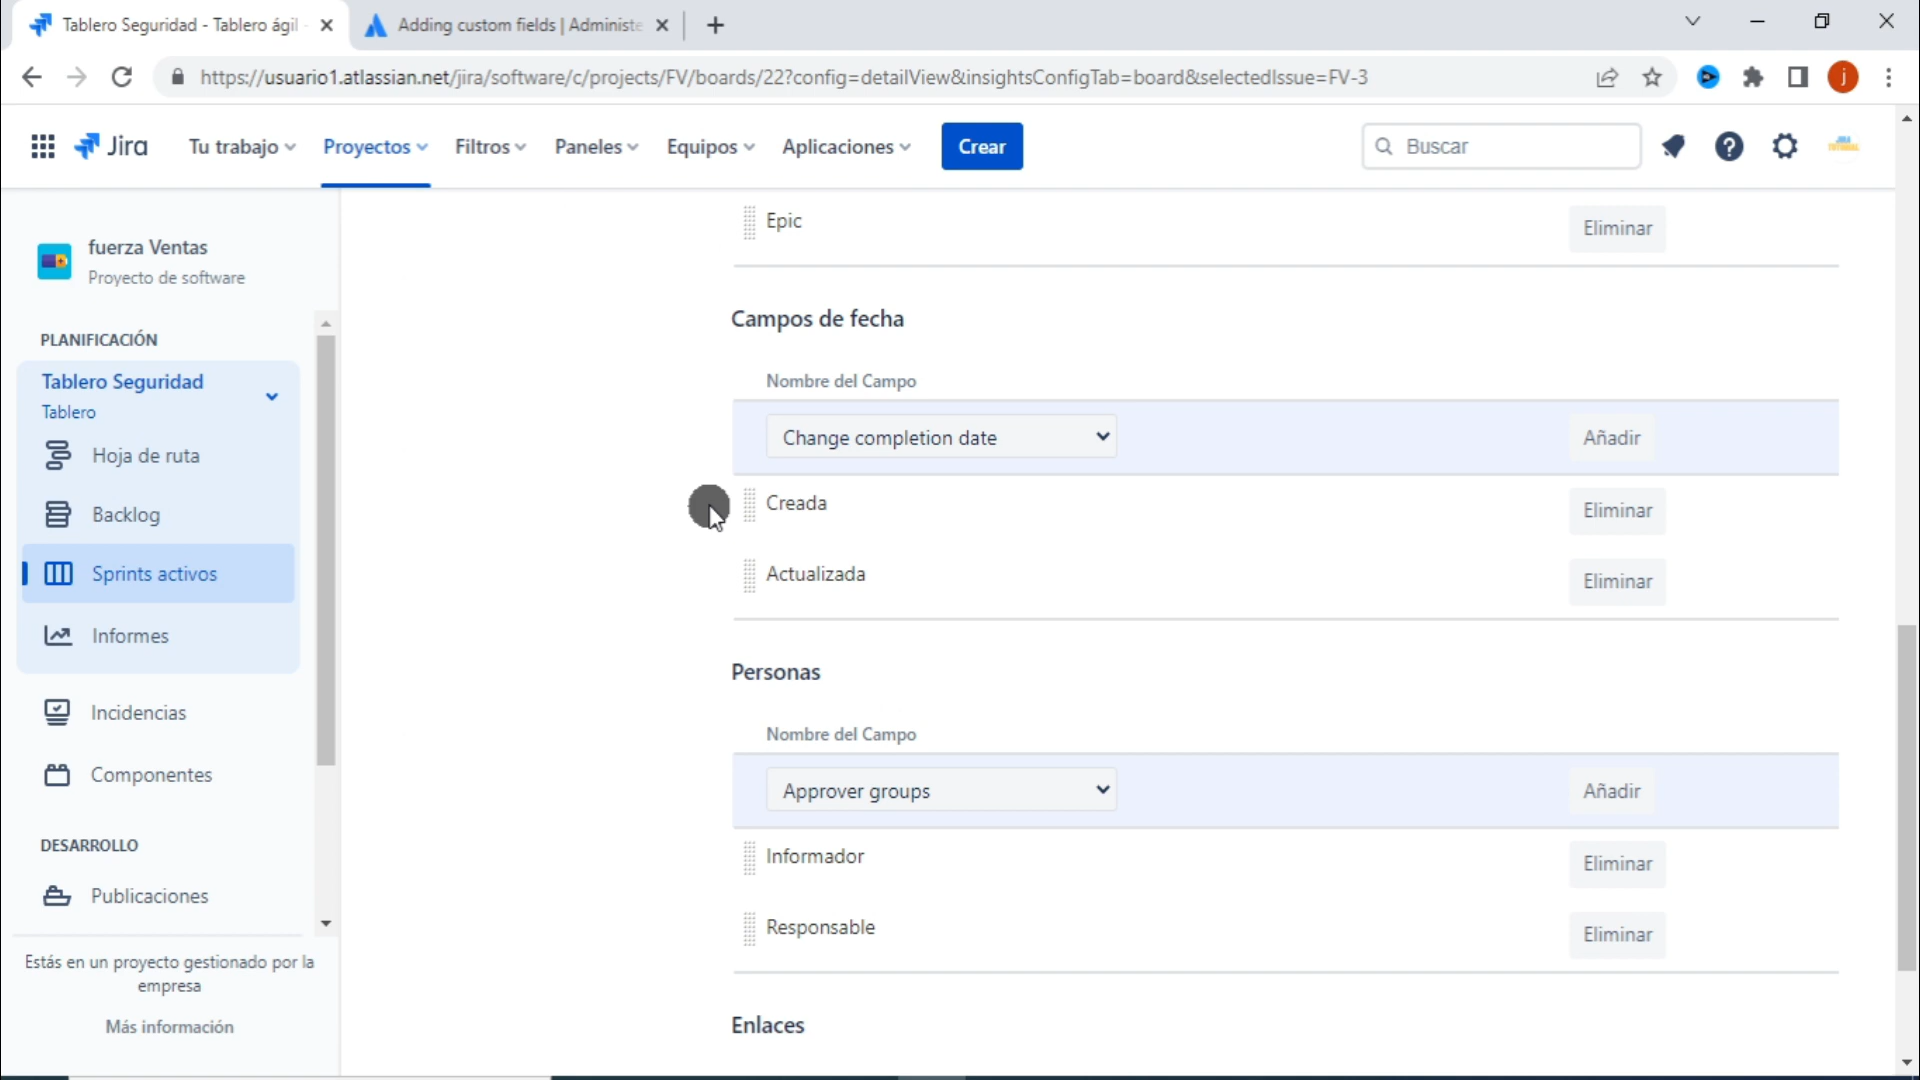 Tablero Seguridad - Tablero ágil -
Adding custom fields | Administe
https://usuario1.atlassian.net/jira/software/c/projects/FV/boards/22?config=detailView&insightsConfigTab=board&selectedIssue=FV-3
j
Jira
Tu trabajo
Proyectos
Filtros
Paneles
Equipos
Aplicaciones
Crear
Buscar
fuerza Ventas
Proyecto de software
PLANIFICACIÓN
Tablero Seguridad
Tablero
Hoja de ruta
Backlog
Sprints activos
Informes
Incidencias
Componentes
DESARROLLO
Publicaciones
Estás en un proyecto gestionado por la
empresa
Más información
Epic
Eliminar
Campos de fecha
Nombre del Campo
Change completion date
Añadir
Creada
Eliminar
Actualizada
Eliminar
Personas
Nombre del Campo
Approver groups
Añadir
Informador
Eliminar
Responsable
Eliminar
Enlaces